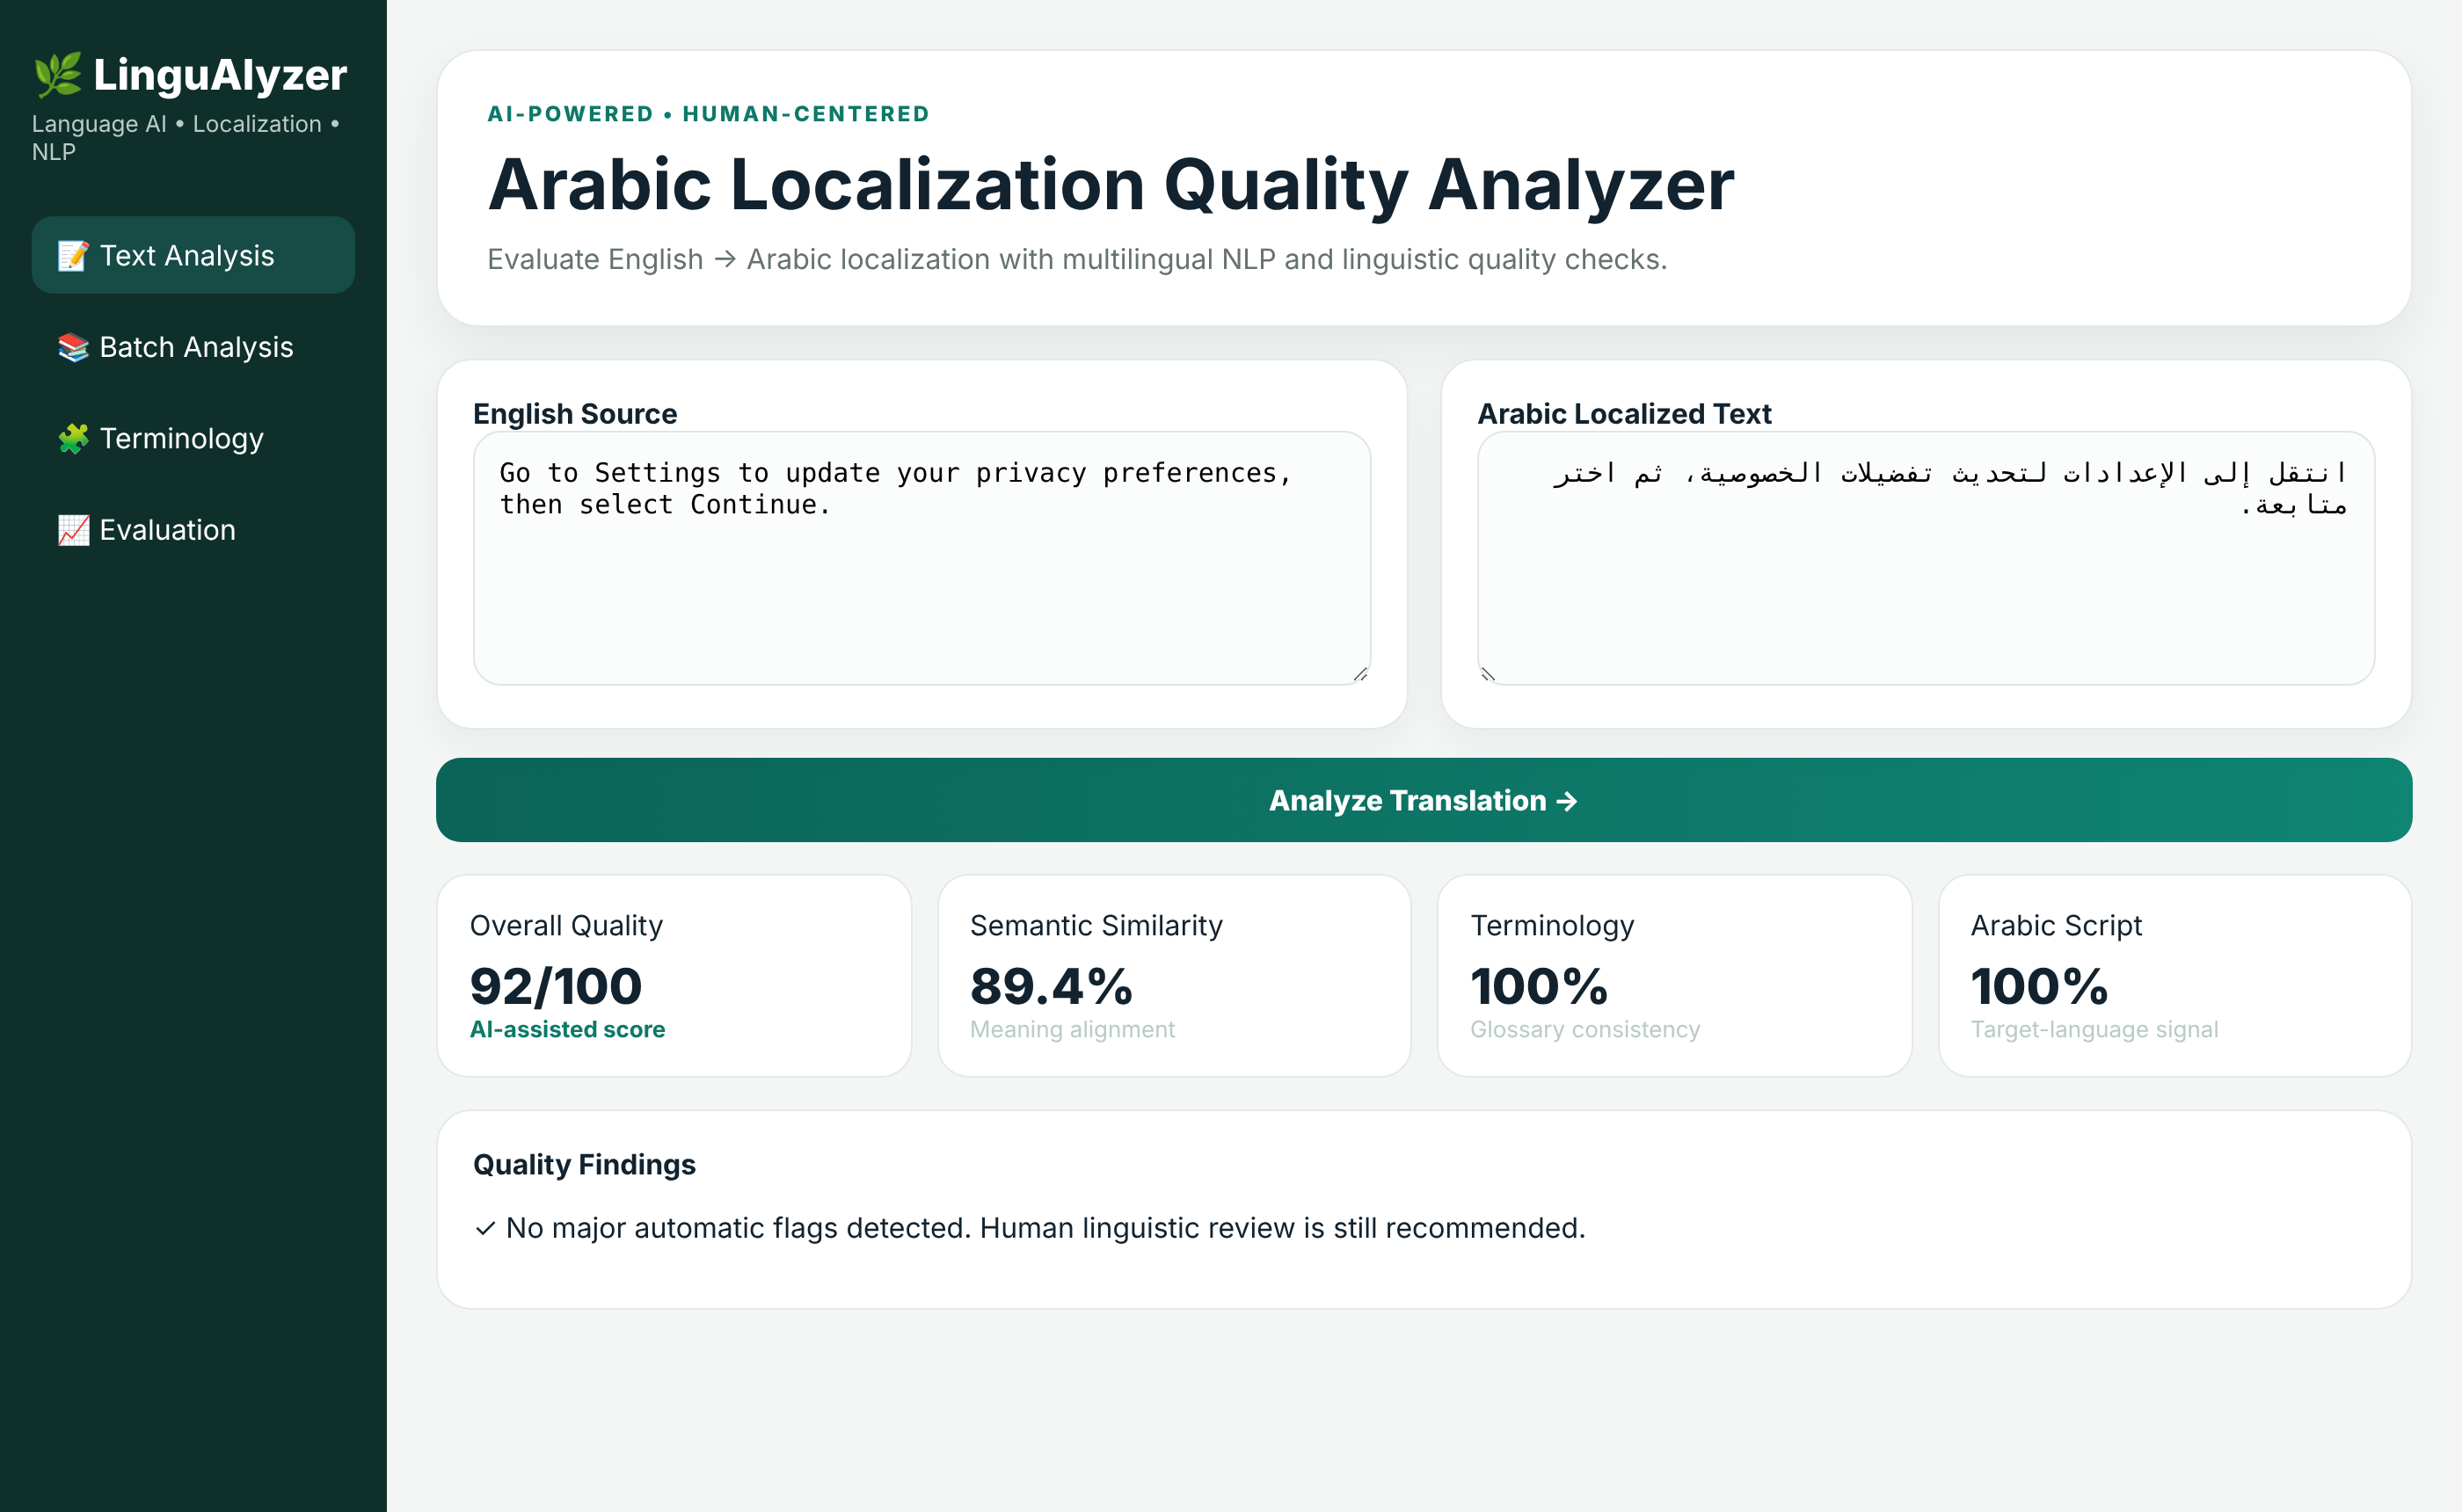 🌿 LinguAlyzer
Language AI • Localization •
NLP
📝 Text Analysis
📚 Batch Analysis
🧩 Terminology
📈 Evaluation
AI-POWERED • HUMAN-CENTERED
Arabic Localization Quality Analyzer
Evaluate English → Arabic localization with multilingual NLP and linguistic quality checks.
English Source
Go to Settings to update your privacy preferences,
then select Continue.
Arabic Localized Text
انتقل إلى الإعدادات لتحديث تفضيلات الخصوصية، ثم اختر
متابعة.
Analyze Translation →
Overall Quality
92/100
AI-assisted score
Semantic Similarity
89.4%
Meaning alignment
Terminology
100%
Glossary consistency
Arabic Script
100%
Target-language signal
Quality Findings
✓ No major automatic flags detected. Human linguistic review is still recommended.